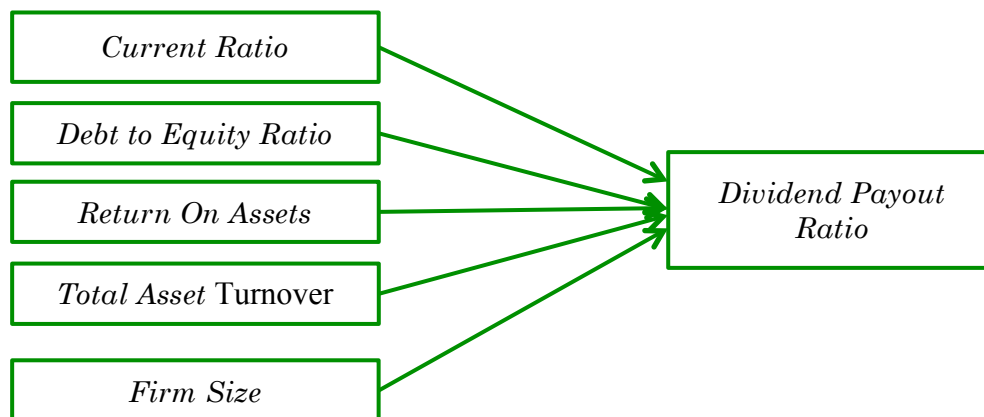 Current Ratio
Debt to Equity Ratio
Return On Assets
Total Asset Turnover
Firm Size
Dividend Payout
Ratio